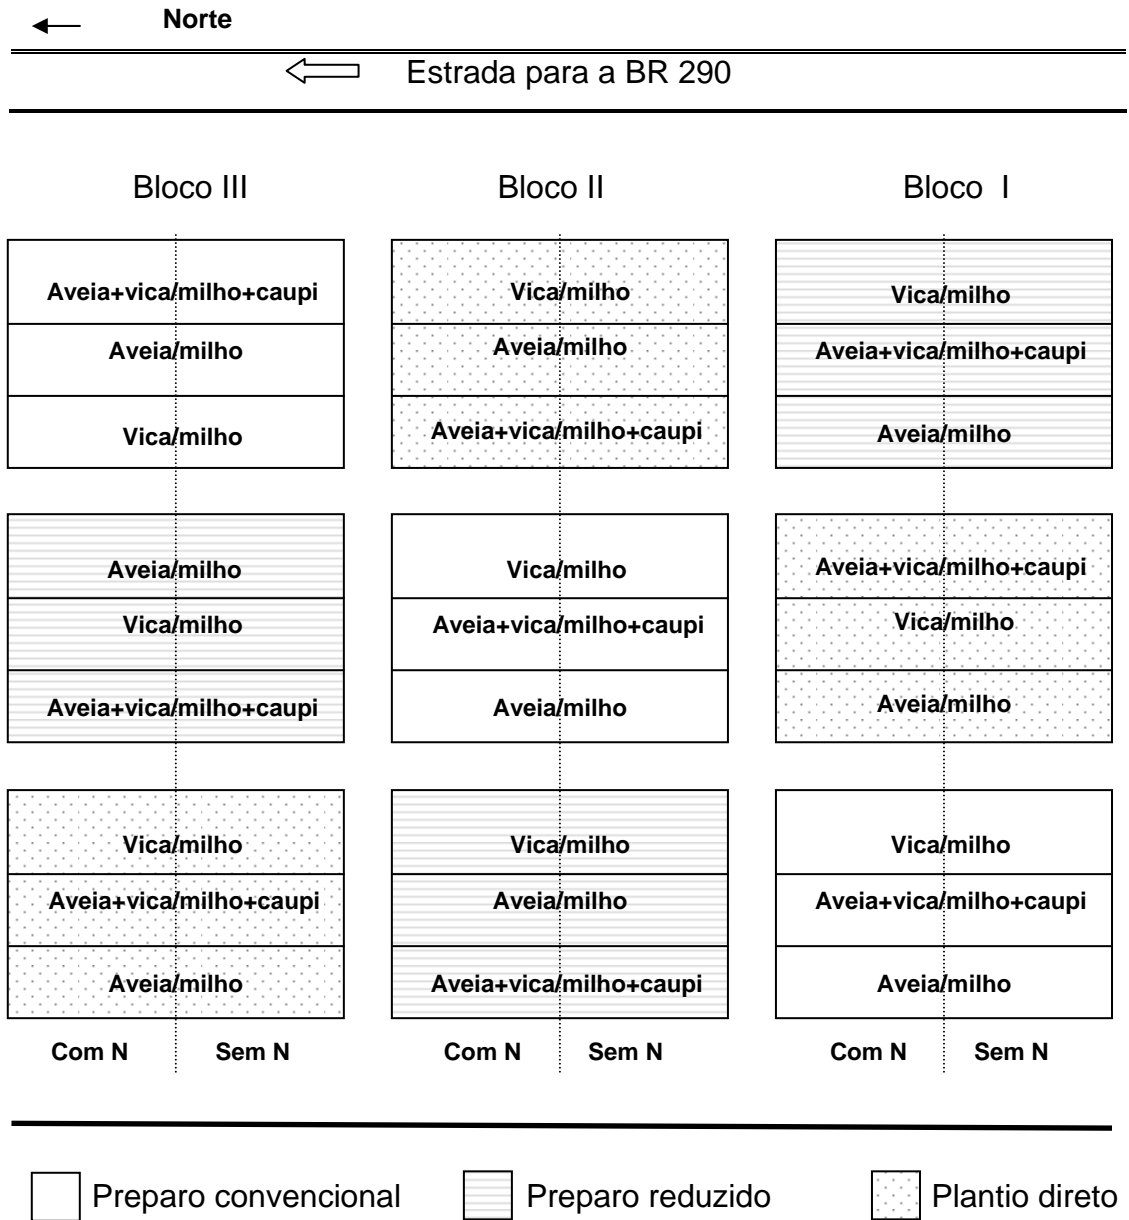 Norte
Estrada para a BR 290
Bloco III Bloco II Bloco I
Aveia+vica/milho+caupi Vica/milho Vica/milho
Aveia/milho Aveia/milho Aveia+vica/milho+caupi
Vica/milho Aveia+vica/milho+caupi Aveia/milho
Aveia/milho Vica/milho Aveia+vica/milho+caupi
Vica/milho Aveia+vica/milho+caupi Vica/milho
Aveia+vica/milho+caupi Aveia/milho Aveia/milho
Vica/milho Vica/milho Vica/milho
Aveia+vica/milho+caupi Aveia/milho Aveia+vica/milho+caupi
Aveia/milho Aveia+vica/milho+caupi Aveia/milho
Com N Sem N Com N Sem N Com N Sem N
Preparo convencional Preparo reduzido Plantio direto